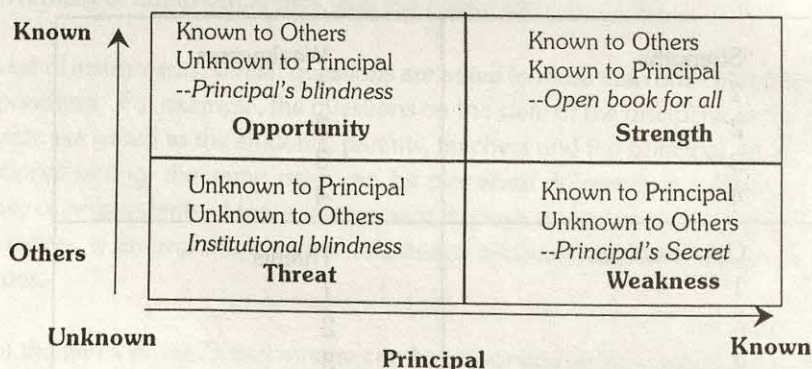 Known
Known to Others
Unknown to Principal
--Principal's blindness
Opportunity
Known to Others
Known to Principal
--Open book for all
Strength
Others
Unknown to Principal
Unknown to Others
Institutional blindness
Threat
Known to Principal
Unknown to Others
--Principal's Secret
Weakness
Unknown
Principal
Known